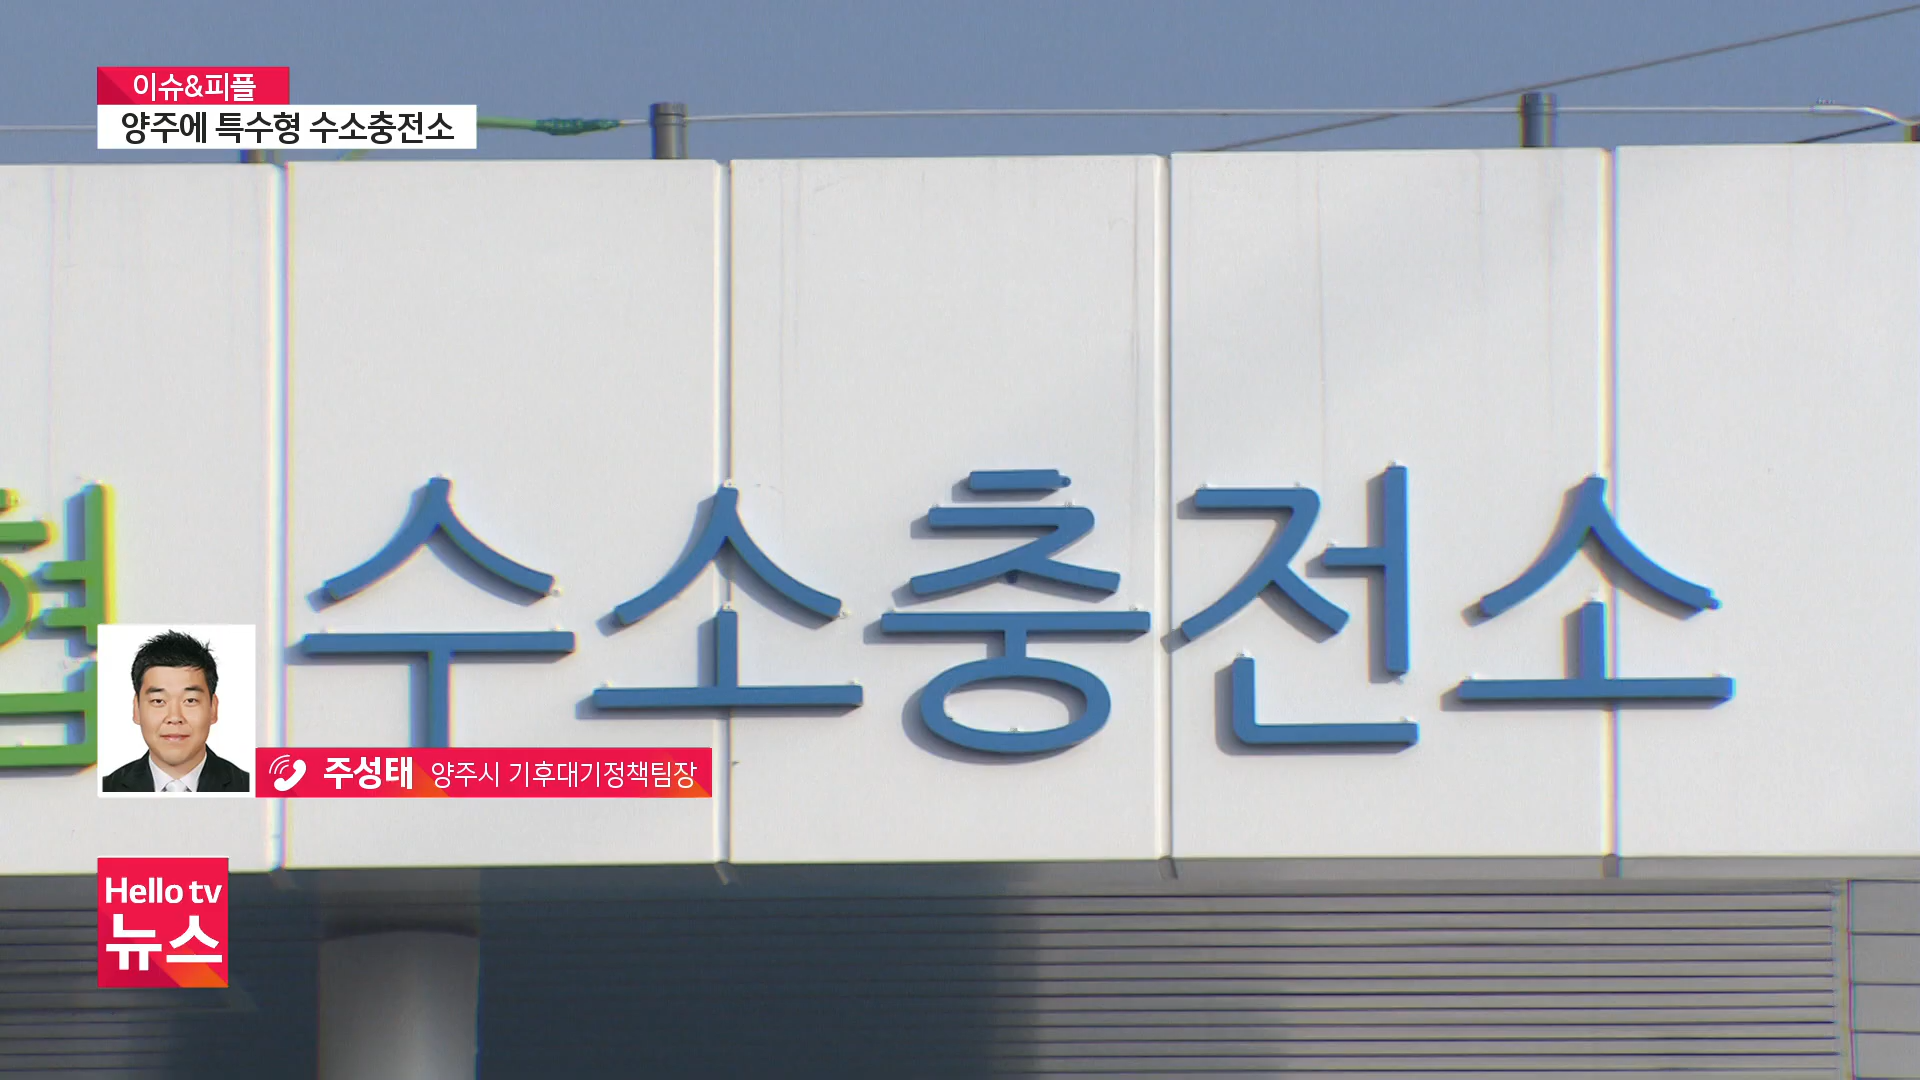 이슈&피플
양주에 특수형 수소충전소
협 수소충전소
주성태 양주시 기후대기정책팀장
Hello tv
뉴스